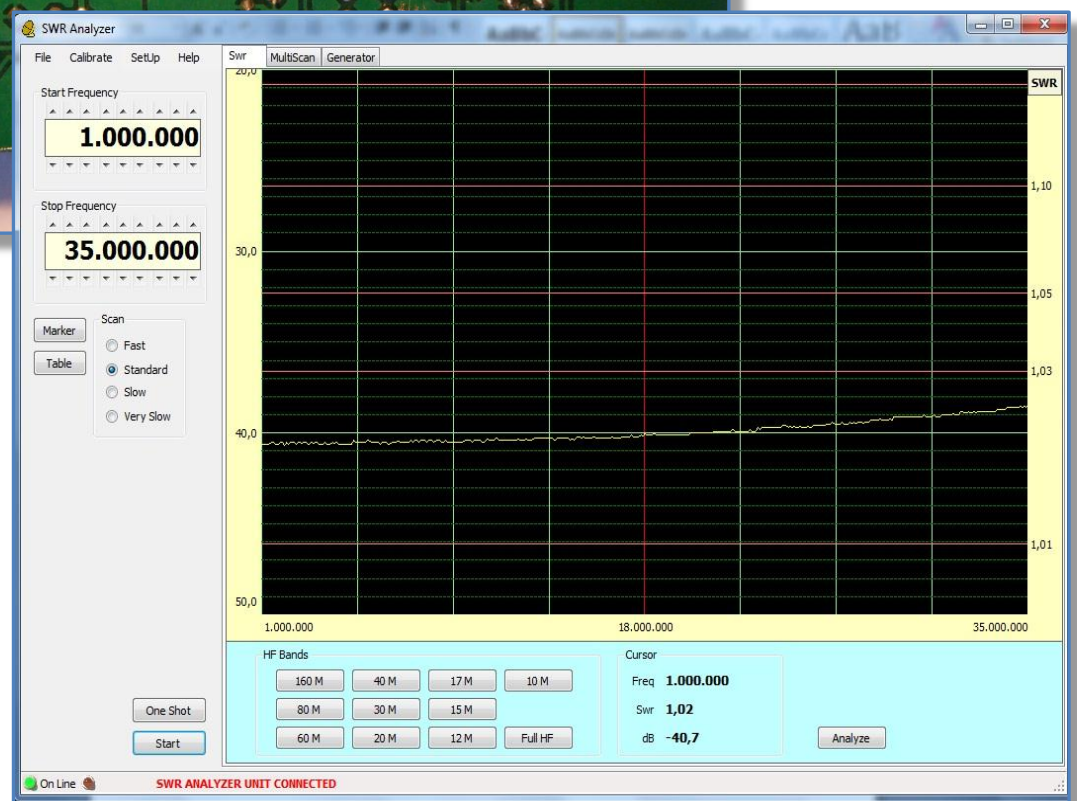 SWR Analyzer
File Calibrate SetUp Help
Swr MultiScan Generator
Start Frequency
1.000.000
Stop Frequency
35.000.000
Marker
Table
Scan
Fast
Standard
Slow
Very Slow
One Shot
Start
20,0
30,0
40,0
50,0
SWR
1,10
1,05
1,03
1,01
1.000.000 18.000.000 35.000.000
HF Bands
160 M 40 M 17 M 10 M
80 M 30 M 15 M
60 M 20 M 12 M Full HF
Cursor
Freq 1.000.000
Swr 1,02
dB -40,7
Analyze
On Line
SWR ANALYZER UNIT CONNECTED